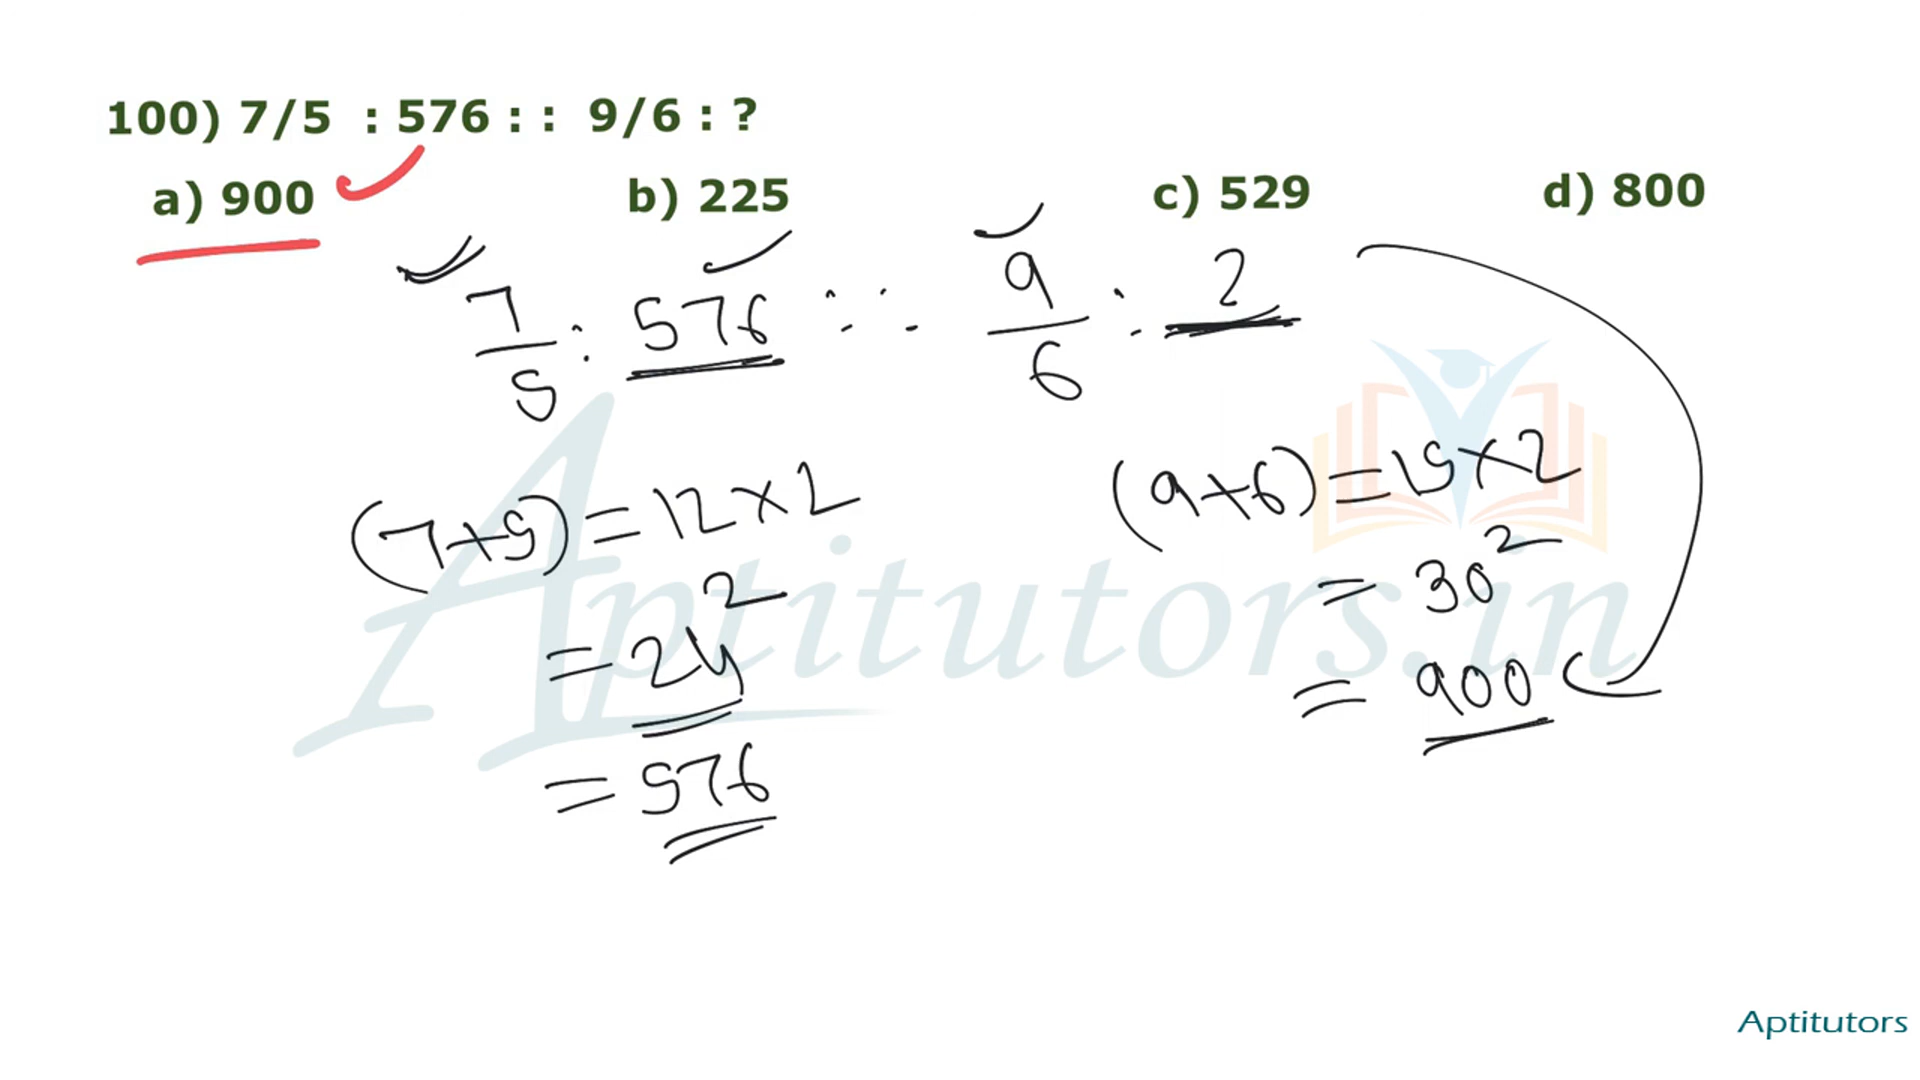 100) 7/5 : 576 : : 9/6 : ?
a) 900 b) 225 c) 529 d) 800
7/5 : 576 :: 9/6 : ?
(7+5) = 12 × 2
= 24²
= 576
(9+6) = 15 × 2
= 30²
= 900
Aptitutors.in
Aptitutors